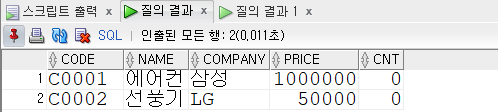 스크립트 출력 질의 결과 질의 결과 1
SQL 인출된 모든 행: 2(0,011초)
CODE NAME COMPANY PRICE CNT
1 C0001 에어컨 삼성 1000000 0
2 C0002 선풍기 LG 50000 0